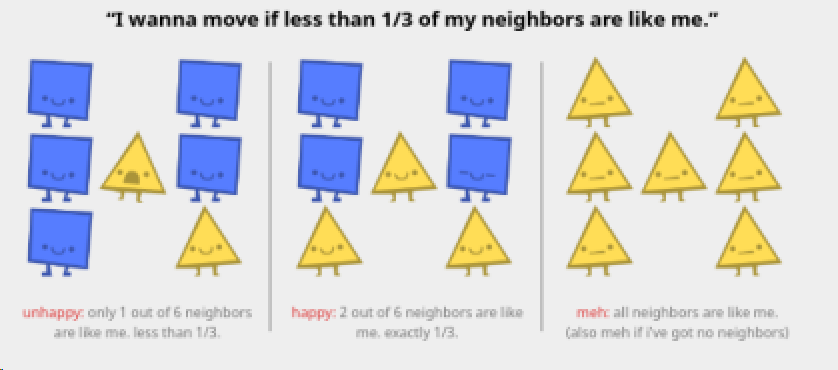 “I wanna move if less than 1/3 of my neighbors are like me.”
unhappy: only 1 out of 6 neighbors
are like me. less than 1/3.
happy: 2 out of 6 neighbors are like
me. exactly 1/3.
meh: all neighbors are like me.
(also meh if i've got no neighbors)